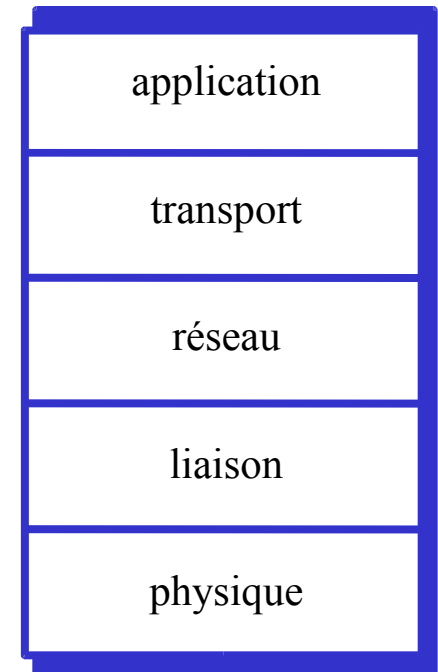 application
transport
réseau
liaison
physique